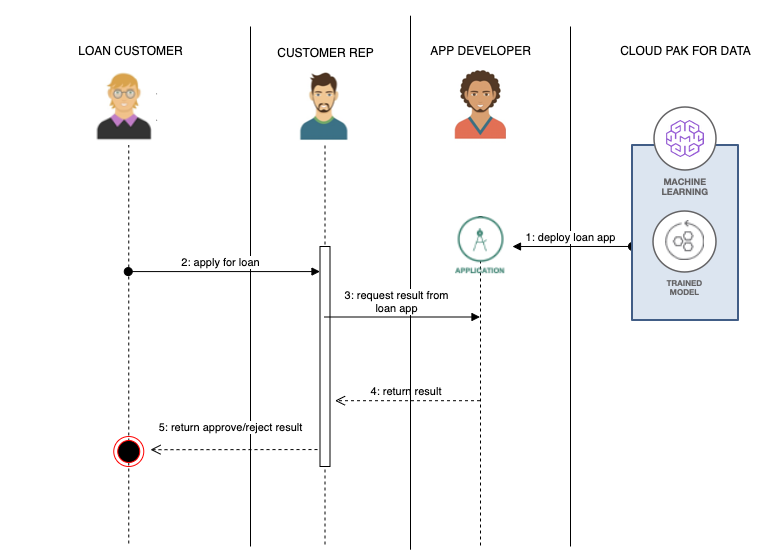 LOAN CUSTOMER
CUSTOMER REP
APP DEVELOPER
CLOUD PAK FOR DATA
MACHINE
LEARNING
1: deploy loan app
APPLICATION
2: apply for loan
TRAINED
MODEL
3: request result from
loan app
4: return result
5: return approve/reject result